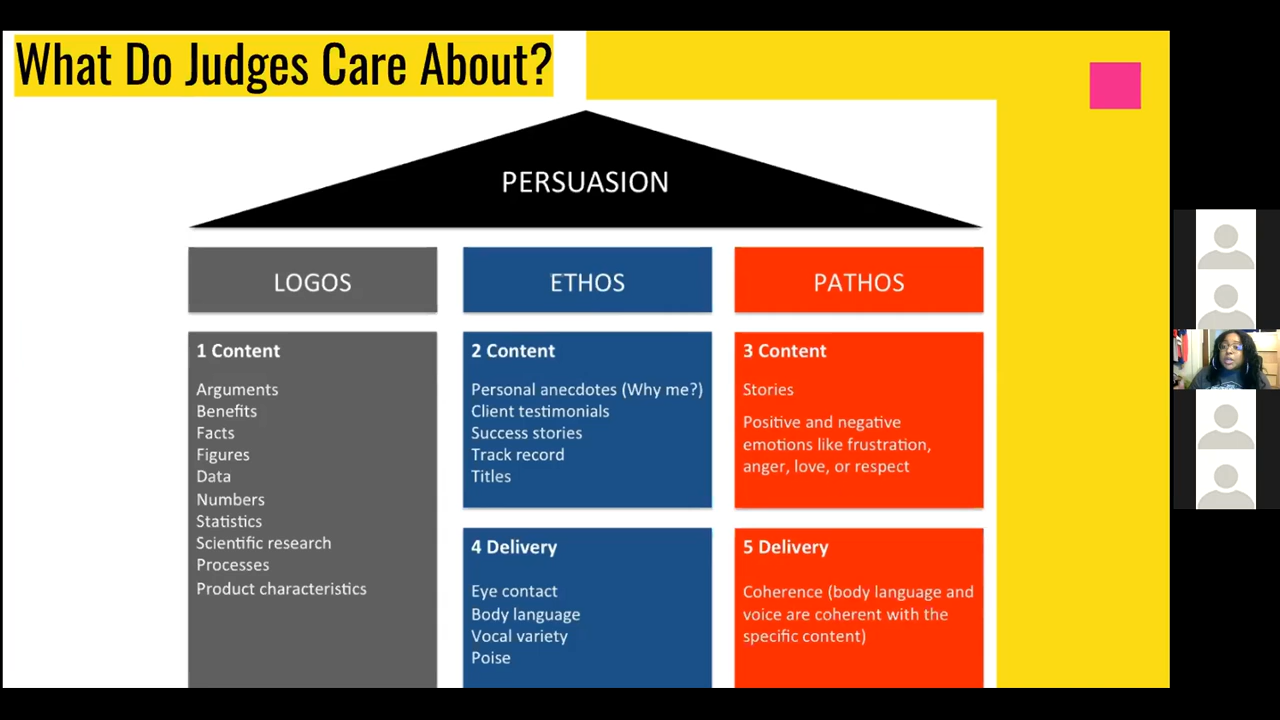 What Do Judges Care About?
PERSUASION
LOGOS
ETHOS
PATHOS
1 Content
Arguments
Benefits
Facts
Figures
Data
Numbers
Statistics
Scientific research
Processes
Product characteristics
2 Content
Personal anecdotes (Why me?)
Client testimonials
Success stories
Track record
Titles
3 Content
Stories
Positive and negative
emotions like frustration,
anger, love, or respect
4 Delivery
Eye contact
Body language
Vocal variety
Poise
5 Delivery
Coherence (body language and
voice are coherent with the
specific content)